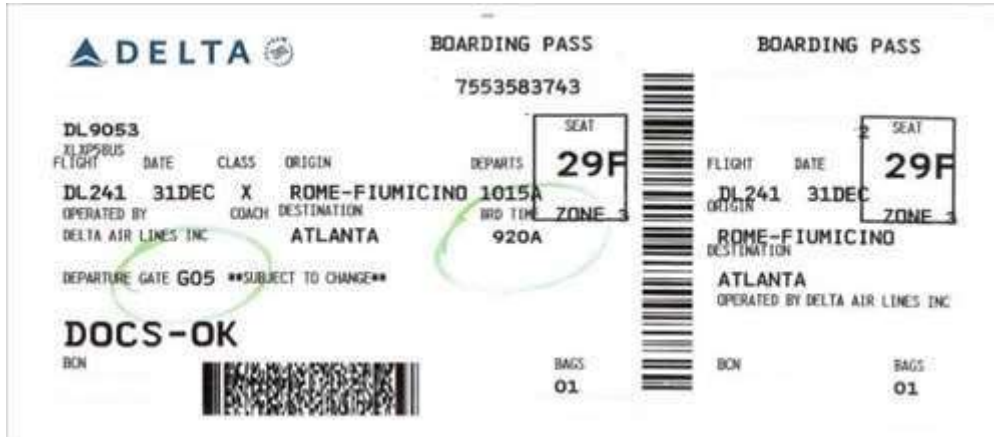 DELTA
BOARDING PASS
7553583743
DL9053
XLXP58US
SEAT
29F
FLIGHT DATE CLASS ORIGIN DEPARTS
DL241 31DEC X ROME-FIUMICINO 1015A
OPERATED BY COACH DESTINATION BRD TIM ZONE 3
DELTA AIR LINES INC ATLANTA 920A
DEPARTURE GATE G05 **SUBJECT TO CHANGE**
DOCS-OK
BCN BAGS
01
BOARDING PASS
2 SEAT
29F
FLIGHT DATE
DL241 31DEC
ORIGIN ZONE 3
ROME-FIUMICINO
DESTINATION
ATLANTA
OPERATED BY DELTA AIR LINES INC
BCN BAGS
01